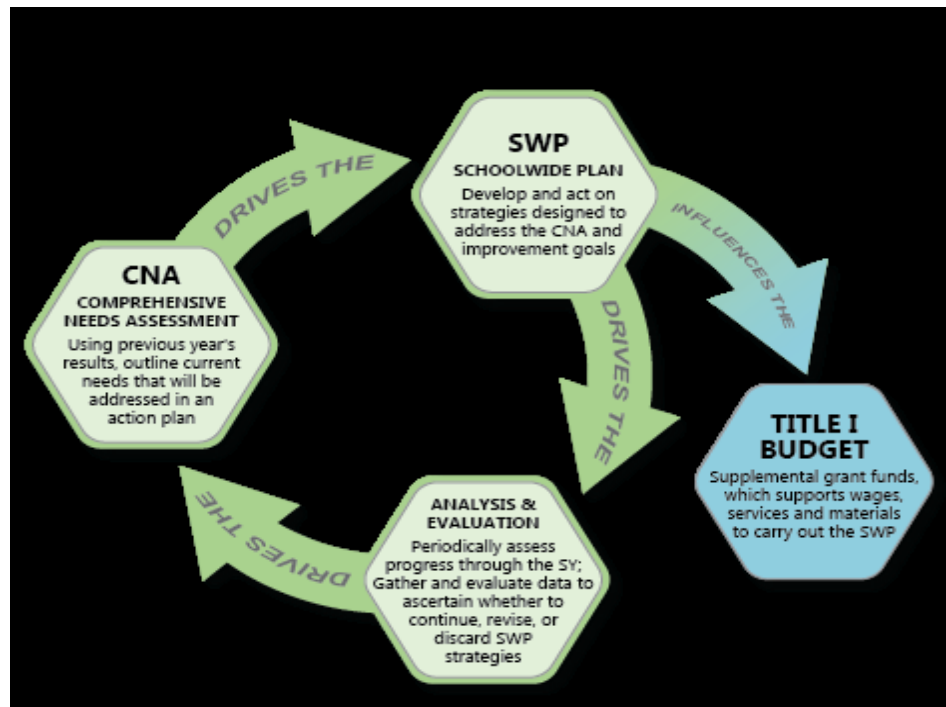 CNA
COMPREHENSIVE
NEEDS ASSESSMENT
Using previous year's
results, outline current
needs that will be
addressed in an
action plan
DRIVES THE
SWP
SCHOOLWIDE PLAN
Develop and act on
strategies designed to
address the CNA and
improvement goals
INFLUENCES THE
TITLE I
BUDGET
Supplemental grant funds,
which supports wages,
services and materials
to carry out the SWP
DRIVES THE
ANALYSIS &
EVALUATION
Periodically assess
progress through the SY;
Gather and evaluate data to
ascertain whether to
continue, revise, or
discard SWP
strategies
DRIVES THE